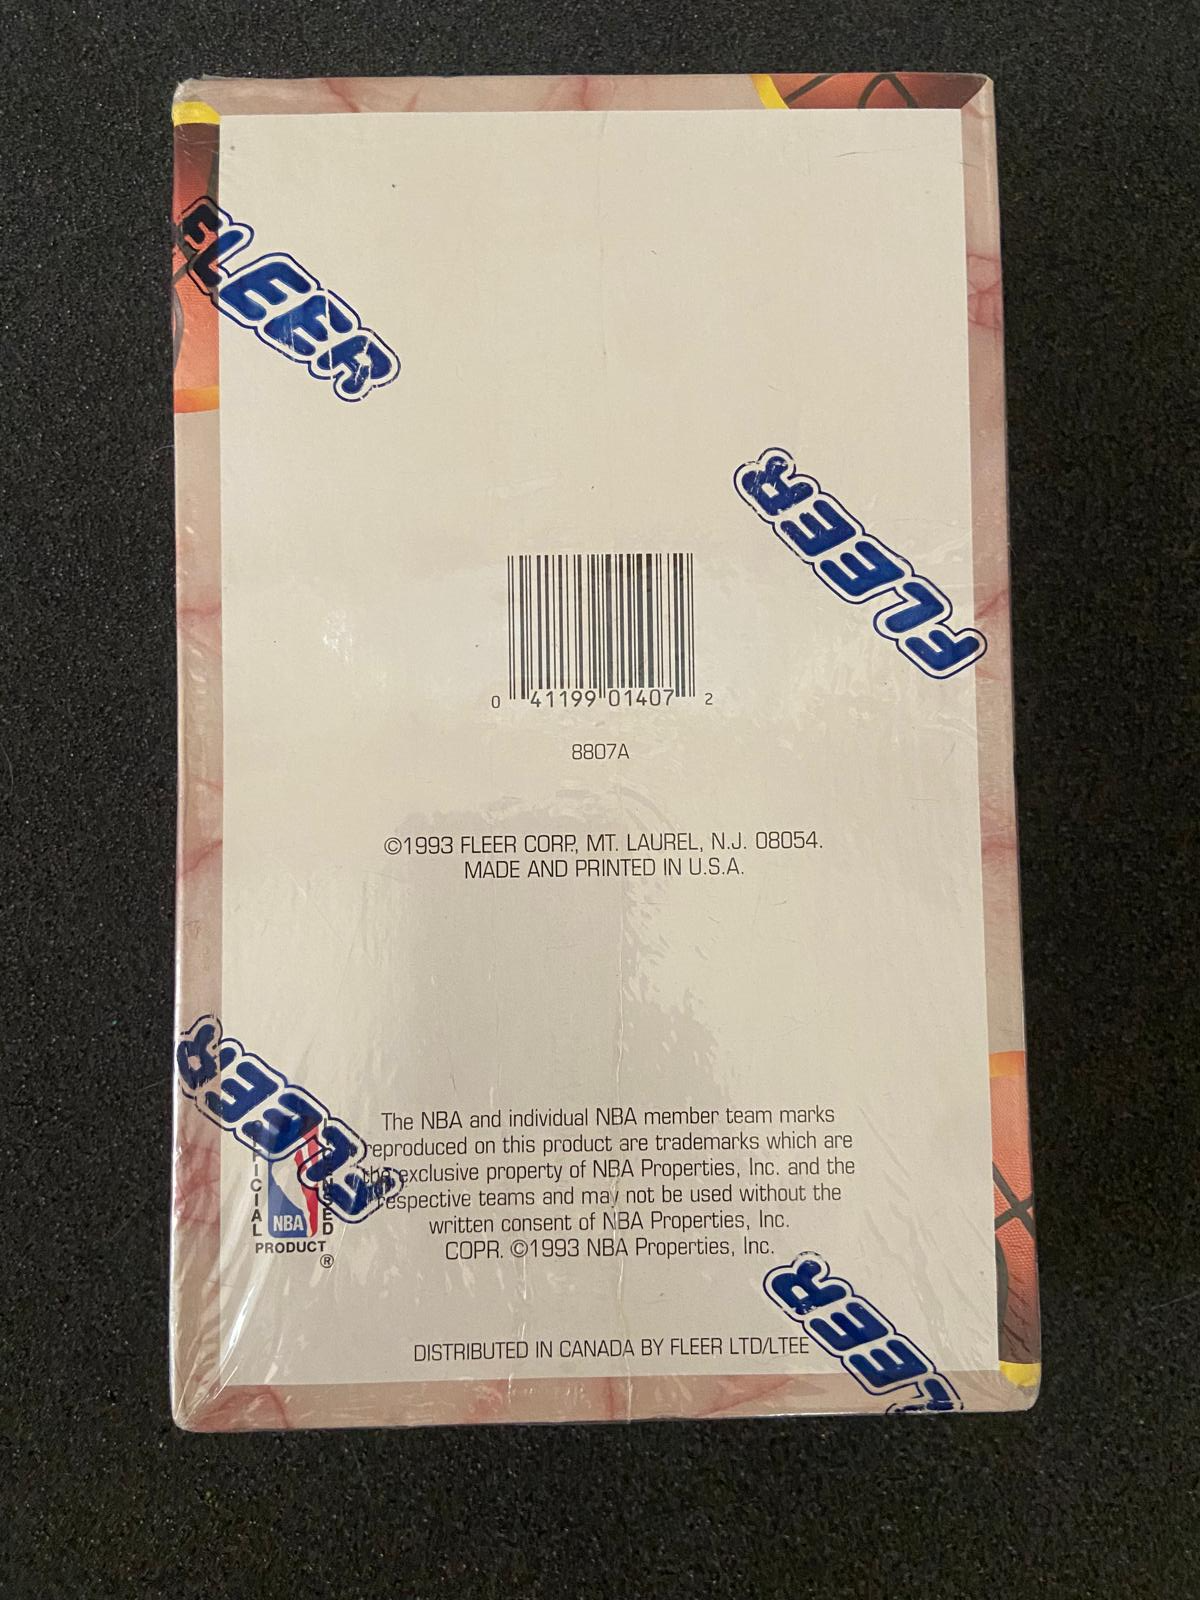 FLEER
FLEER
0 41199 01407 2
8807A
©1993 FLEER CORP., MT. LAUREL, N.J. 08054.
MADE AND PRINTED IN U.S.A.
FLEER
The NBA and individual NBA member team marks
reproduced on this product are trademarks which are
the exclusive property of NBA Properties, Inc. and the
respective teams and may not be used without the
written consent of NBA Properties, Inc.
COPR. ©1993 NBA Properties, Inc.
OFFICIAL LICENSED
NBA
PRODUCT
®
FLEER
DISTRIBUTED IN CANADA BY FLEER LTD/LTEE